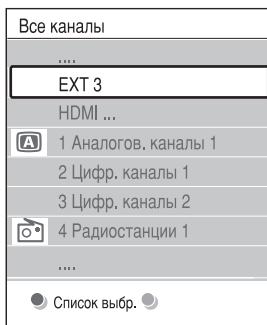 Все каналы
....
EXT 3
HDMI ...
A 1 Аналогов. каналы 1
2 Цифр. каналы 1
3 Цифр. каналы 2
4 Радиостанции 1
....
Список выбр.